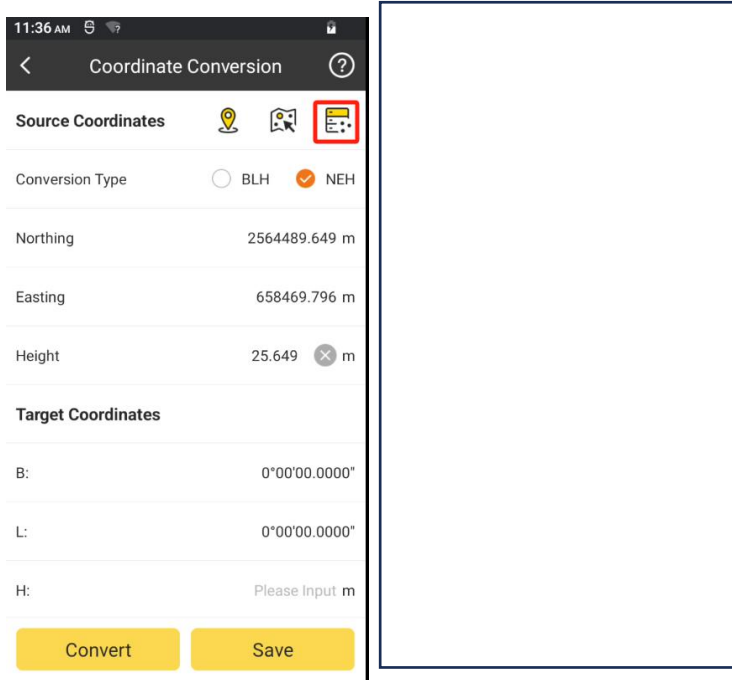 11:36 AM
Coordinate Conversion
Source Coordinates
Conversion Type BLH NEH
Northing 2564489.649 m
Easting 658469.796 m
Height 25.649 m
Target Coordinates
B: 0°00'00.0000"
L: 0°00'00.0000"
H: Please Input m
Convert Save